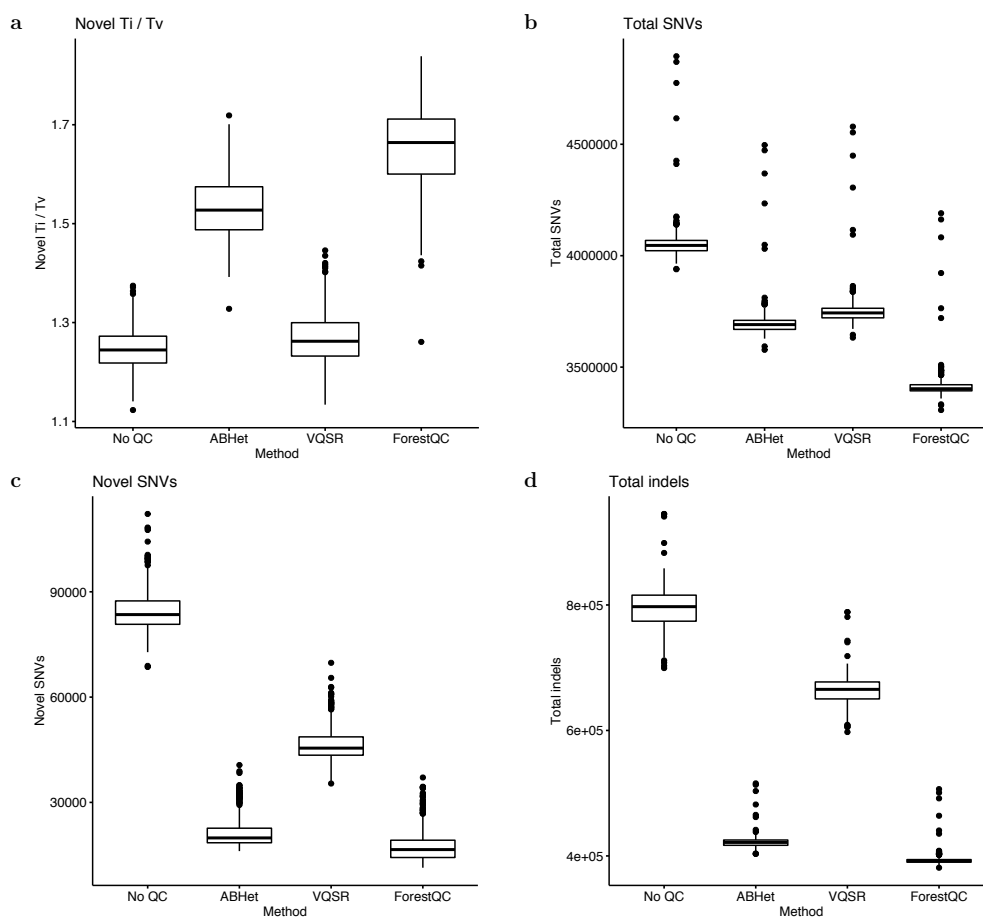 a
Novel Ti / Tv
Novel Ti / Tv
1.7
1.5
1.3
1.1
No QC ABHet VQSR ForestQC
Method
b
Total SNVs
Total SNVs
4500000
4000000
3500000
No QC ABHet VQSR ForestQC
Method
c
Novel SNVs
Novel SNVs
90000
60000
30000
No QC ABHet VQSR ForestQC
Method
d
Total indels
Total indels
8e+05
6e+05
4e+05
No QC ABHet VQSR ForestQC
Method